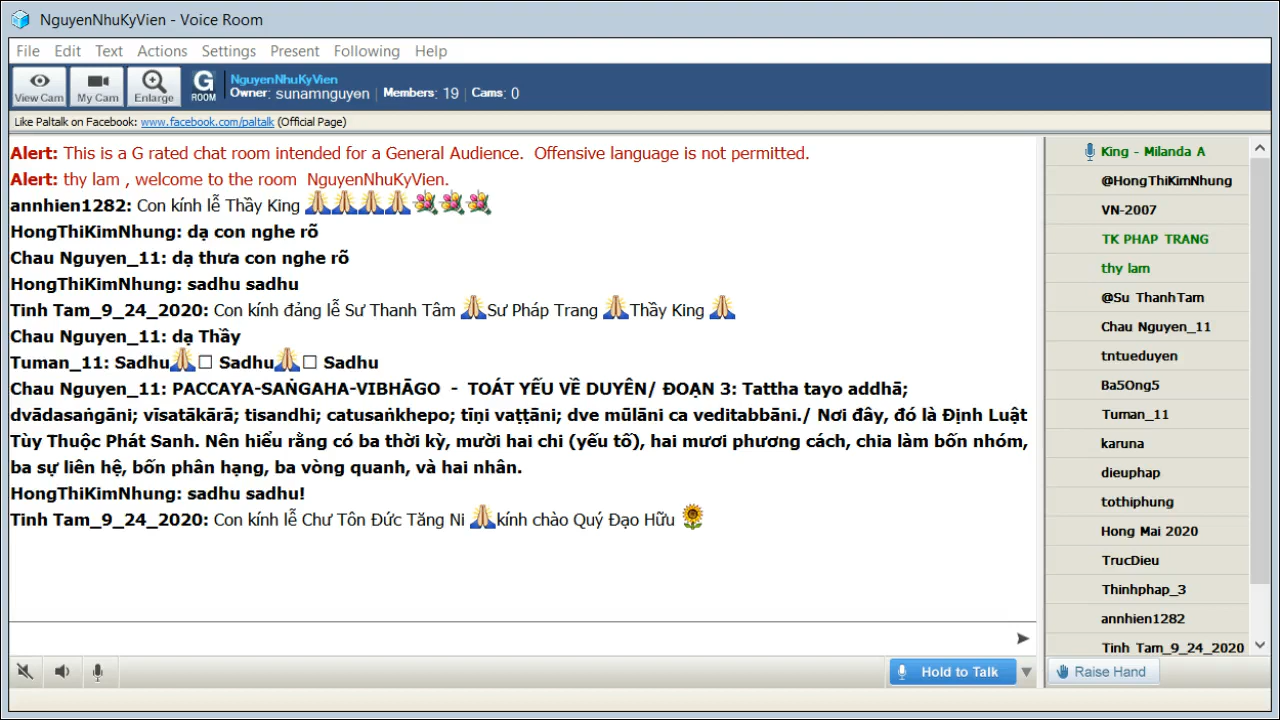 NguyenNhuKyVien - Voice Room
File Edit Text Actions Settings Present Following Help
View Cam My Cam Enlarge G ROOM
NguyenNhuKyVien
Owner: sunamnguyen | Members: 19 | Cams: 0
Like Paltalk on Facebook: www.facebook.com/paltalk (Official Page)
Alert: This is a G rated chat room intended for a General Audience. Offensive language is not permitted.
Alert: thy lam , welcome to the room NguyenNhuKyVien.
annhien1282: Con kính lễ Thầy King 🙏🙏🙏🙏💐💐💐
HongThiKimNhung: dạ con nghe rõ
Chau Nguyen_11: dạ thưa con nghe rõ
HongThiKimNhung: sadhu sadhu
Tinh Tam_9_24_2020: Con kính đảng lễ Sư Thanh Tâm 🙏Sư Pháp Trang 🙏Thầy King 🙏
Chau Nguyen_11: dạ Thầy
Tuman_11: Sadhu🙏□ Sadhu🙏□ Sadhu
Chau Nguyen_11: PACCAYA-SAṄGAHA-VIBHĀGO - TOÁT YẾU VỀ DUYÊN/ ĐOẠN 3: Tattha tayo addhā;
dvādasaṅgāni; vīsatākārā; tisandhi; catusaṅkhepo; tīṇi vaṭṭāni; dve mūlāni ca veditabbāni./ Nơi đây, đó là Định Luật
Tùy Thuộc Phát Sanh. Nên hiểu rằng có ba thời kỳ, mười hai chi (yếu tố), hai mươi phương cách, chia làm bốn nhóm,
ba sự liên hệ, bốn phân hạng, ba vòng quanh, và hai nhân.
HongThiKimNhung: sadhu sadhu!
Tinh Tam_9_24_2020: Con kính lễ Chư Tôn Đức Tăng Ni 🙏kính chào Quý Đạo Hữu 🌻
King - Milanda A
@HongThiKimNhung
VN-2007
TK PHAP TRANG
thy lam
@Su ThanhTam
Chau Nguyen_11
tntueduyen
Ba5Ong5
Tuman_11
karuna
dieuphap
tothiphung
Hong Mai 2020
TrucDieu
Thinhphap_3
annhien1282
Tinh Tam_9_24_2020
Hold to Talk
Raise Hand